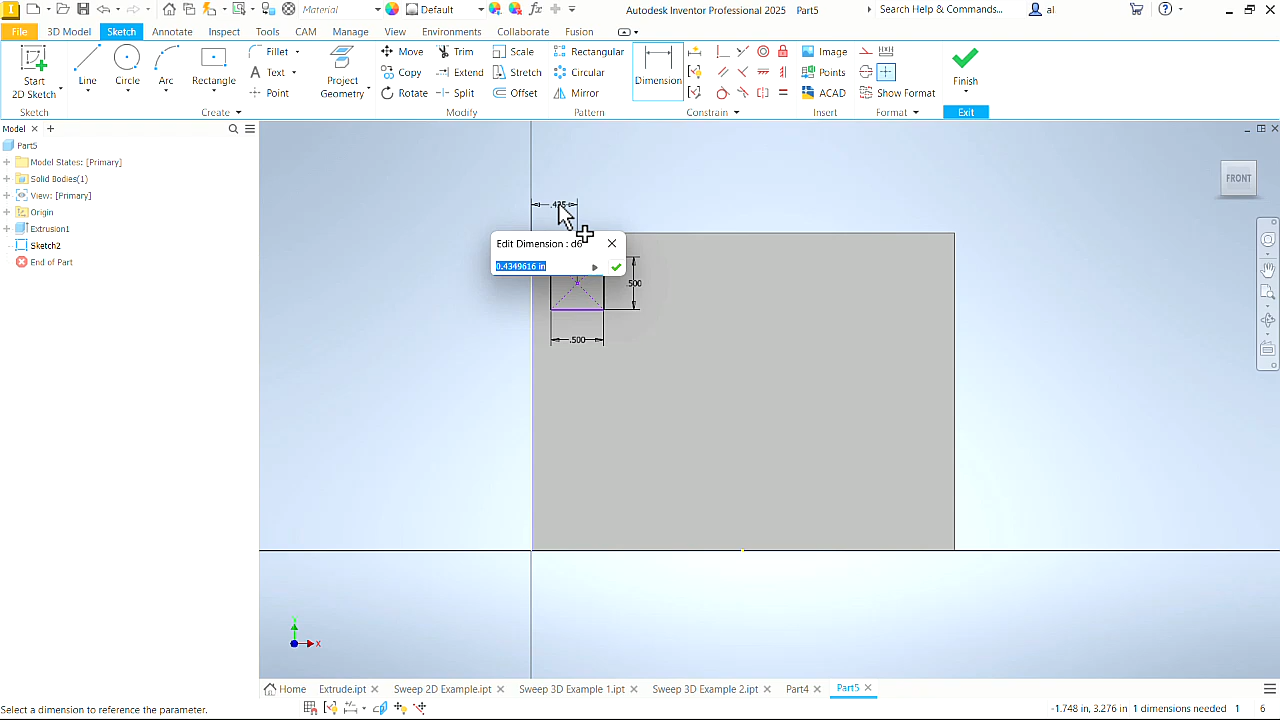 Material
Default
Autodesk Inventor Professional 2025 Part5
Search Help & Commands...
al
File
3D Model
Sketch
Annotate
Inspect
Tools
CAM
Manage
View
Environments
Collaborate
Fusion
Start
2D Sketch
Line
Circle
Arc
Rectangle
Fillet
Text
Point
Project
Geometry
Move
Copy
Rotate
Trim
Extend
Split
Scale
Stretch
Offset
Rectangular
Circular
Mirror
Dimension
Image
Points
ACAD
Show Format
Finish
Sketch
Create
Modify
Pattern
Constrain
Insert
Format
Exit
Model
Part5
Model States: [Primary]
Solid Bodies(1)
View: [Primary]
Origin
Extrusion1
Sketch2
End of Part
FRONT
Edit Dimension : d6
0.4349616 in
.500
.500
Y
X
Home
Extrude.ipt
Sweep 2D Example.ipt
Sweep 3D Example 1.ipt
Sweep 3D Example 2.ipt
Part4
Part5
Select a dimension to reference the parameter.
-1.748 in, 3.276 in 1 dimensions needed 1 6